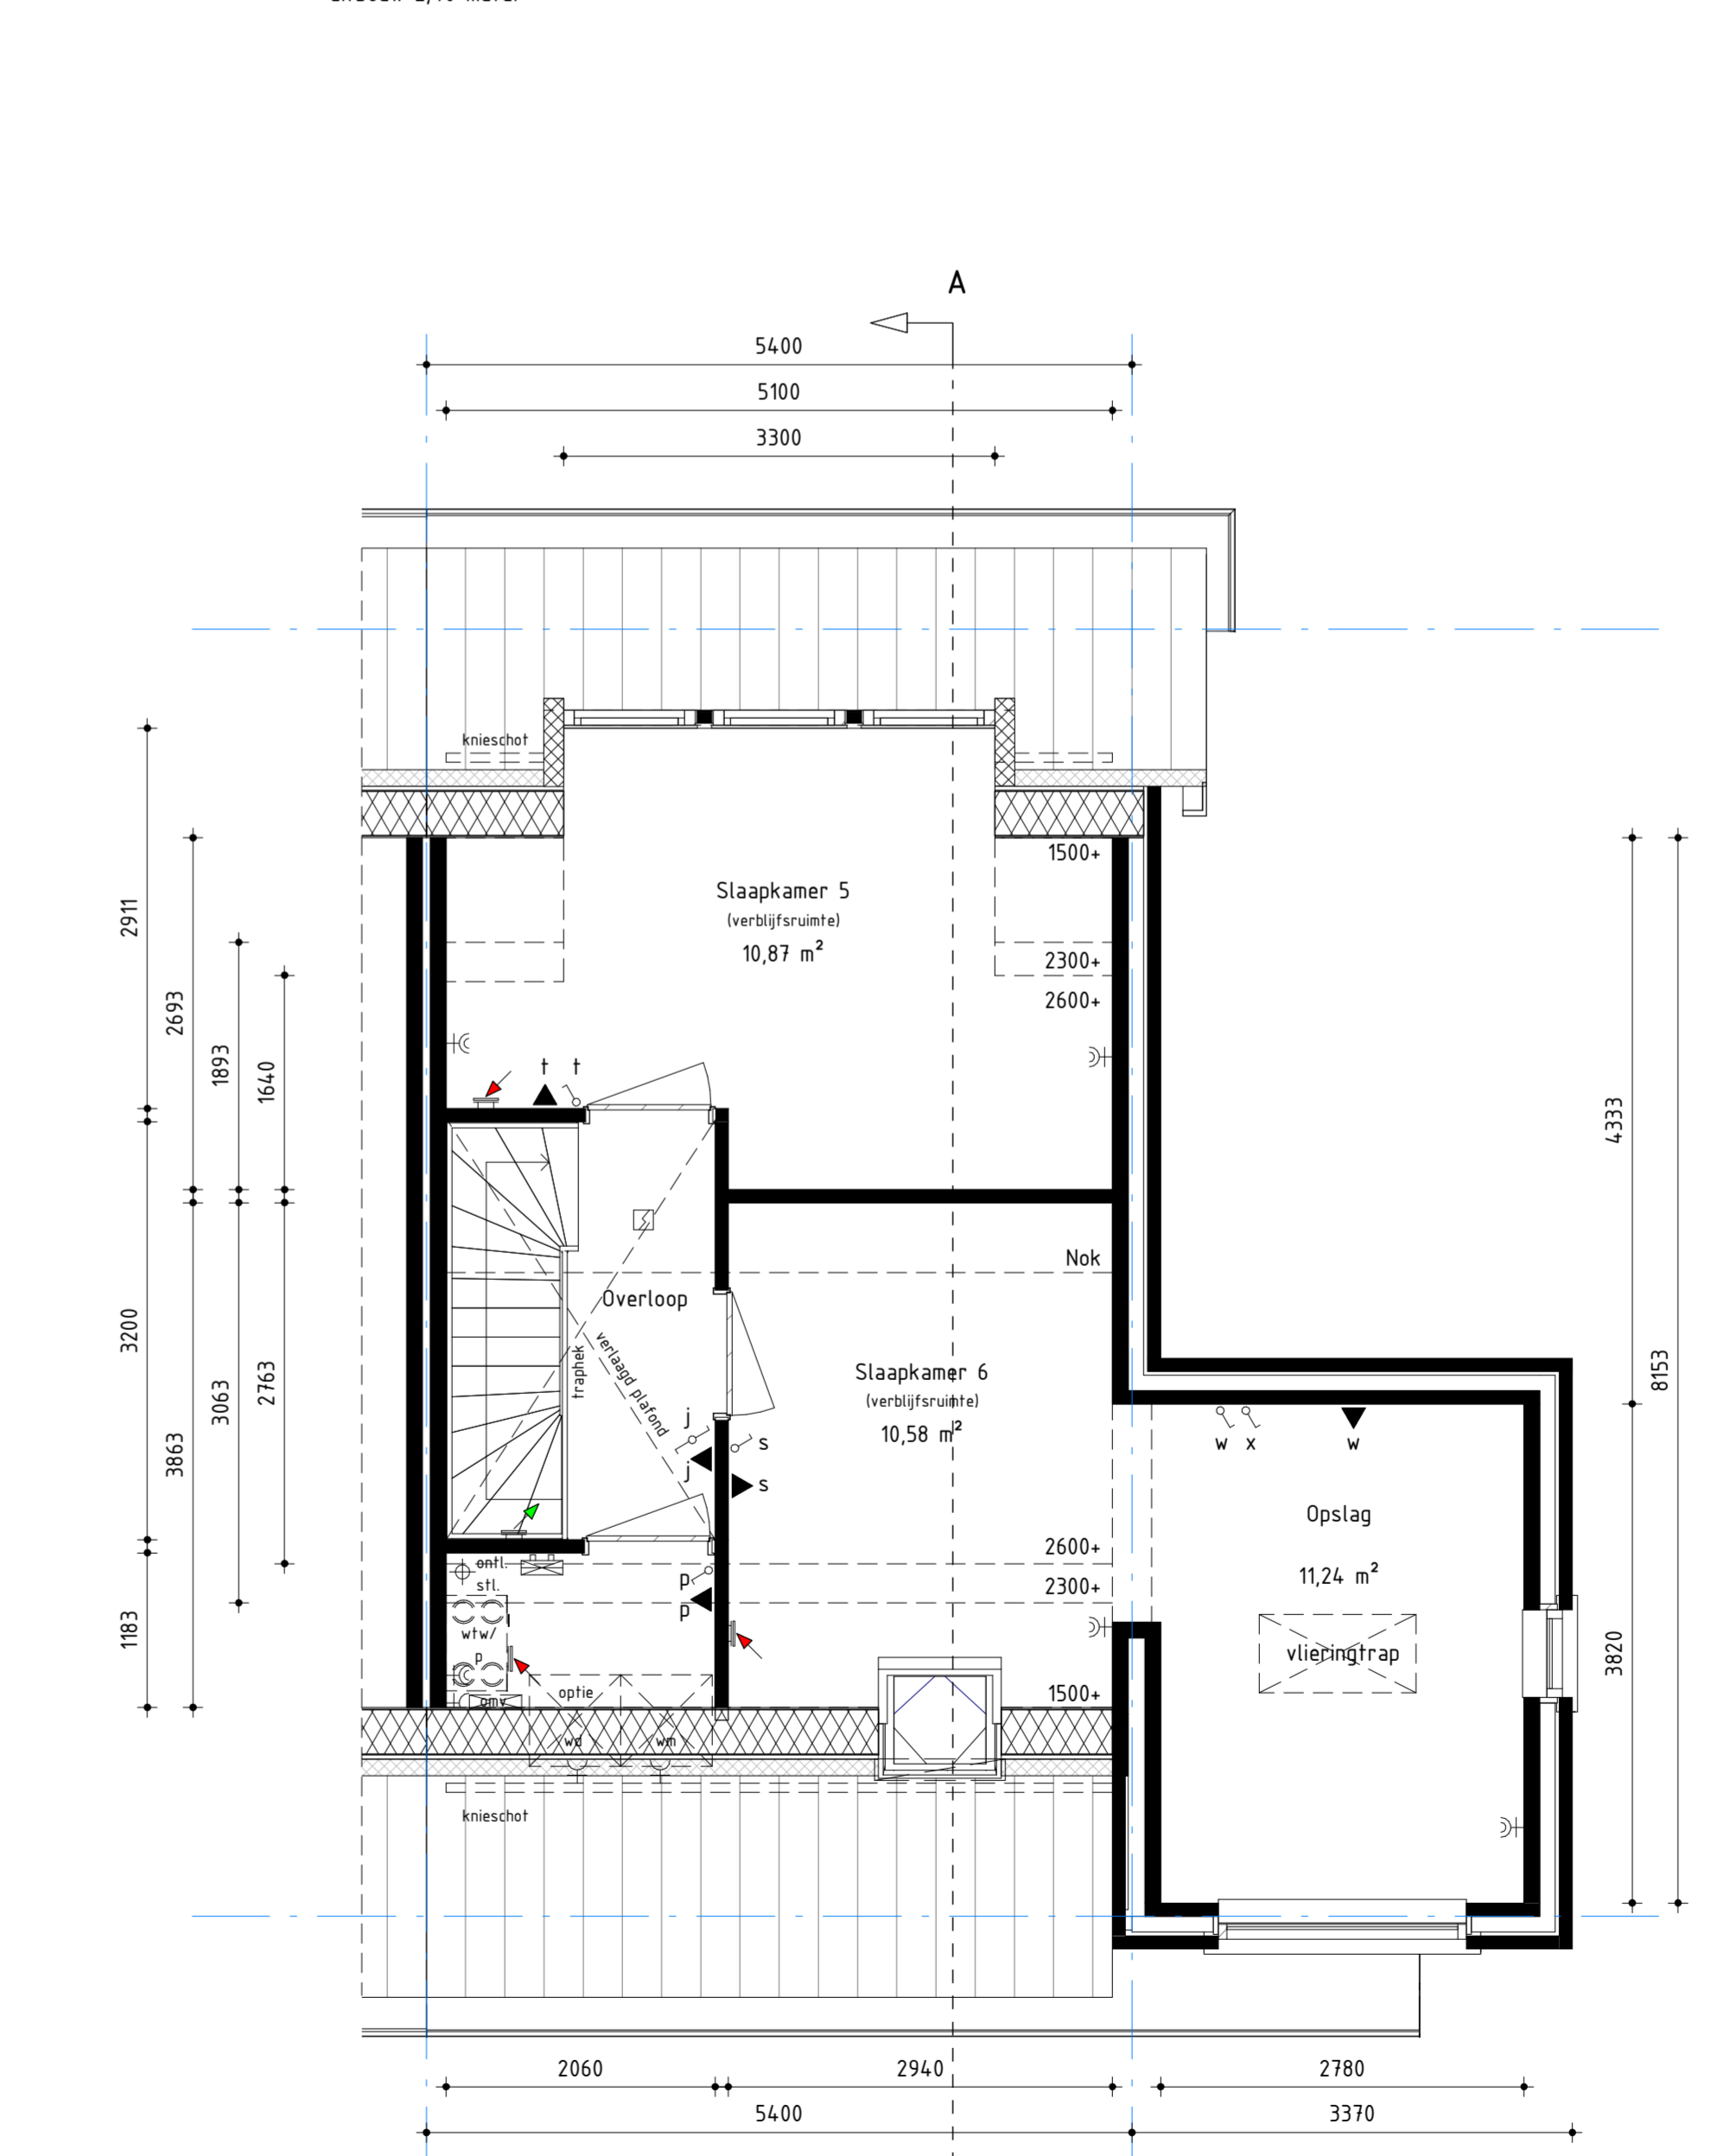 A
5400
5100
3300
knieschot
1500+
2911
Slaapkamer 5
(verblijfsruimte)
10,87 m²
2300+
2600+
2693
1893
1640
t t
4333
Nok
Overloop
3200
2763
3063
3863
traphek
verlaagd plafond
Slaapkamer 6
(verblijfsruimte)
10,58 m²
8153
j
s
j
s
w x w
Opslag
11,24 m²
2600+
2300+
ontl.
stl.
p
p
wtw/
p
vlieringtrap
1183
3820
optie
omv
1500+
wd wm
knieschot
2060
2940
2780
5400
3370